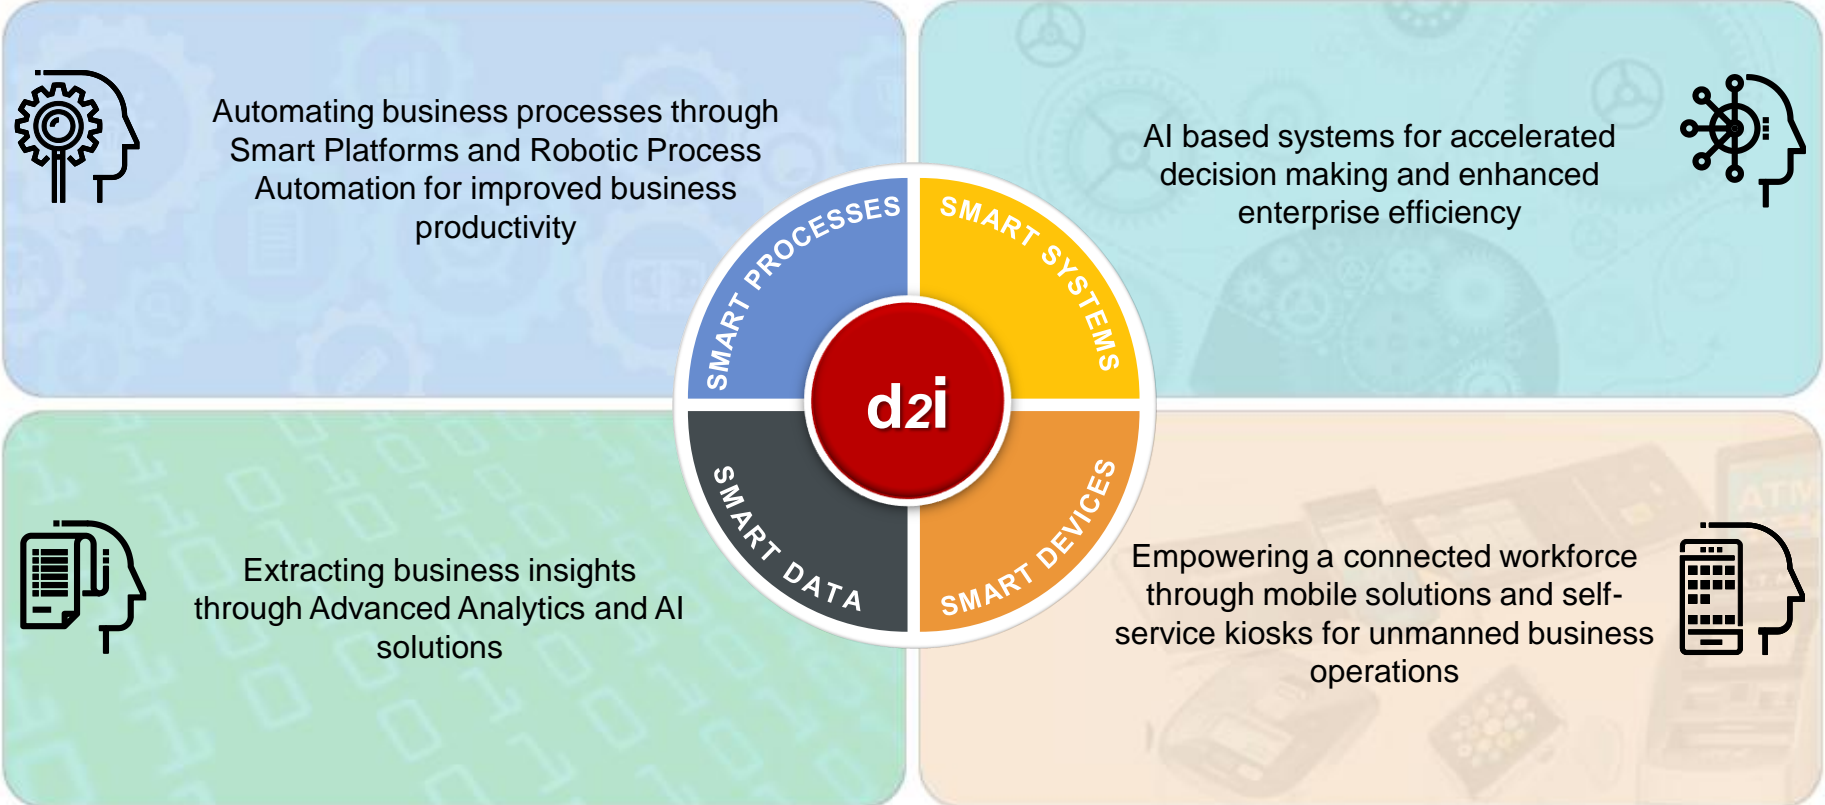 Automating business processes through
Smart Platforms and Robotic Process
Automation for improved business
productivity
AI based systems for accelerated
decision making and enhanced
enterprise efficiency
SMART PROCESSES
SMART SYSTEMS
d2i
SMART DATA
SMART DEVICES
Extracting business insights
through Advanced Analytics and AI
solutions
Empowering a connected workforce
through mobile solutions and self-
service kiosks for unmanned business
operations
ATM